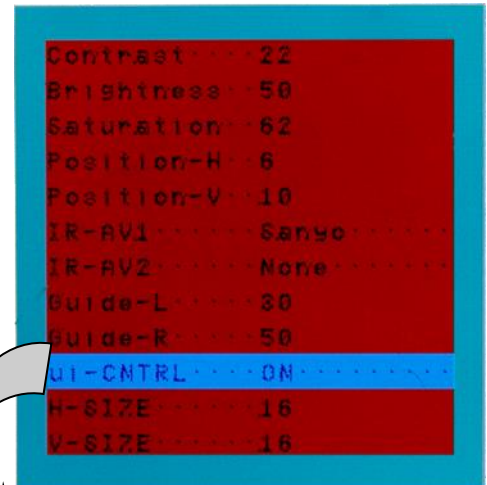 Contrast····22
Brightness··50
Saturation··62
Position-H··6
Position-V··10
IR-AV1······Sanyo······
IR-AV2······None·······
Guide-L·····30
Guide-R·····50
ui-CNTRL····ON·········
H-SIZE······16
V-SIZE······16